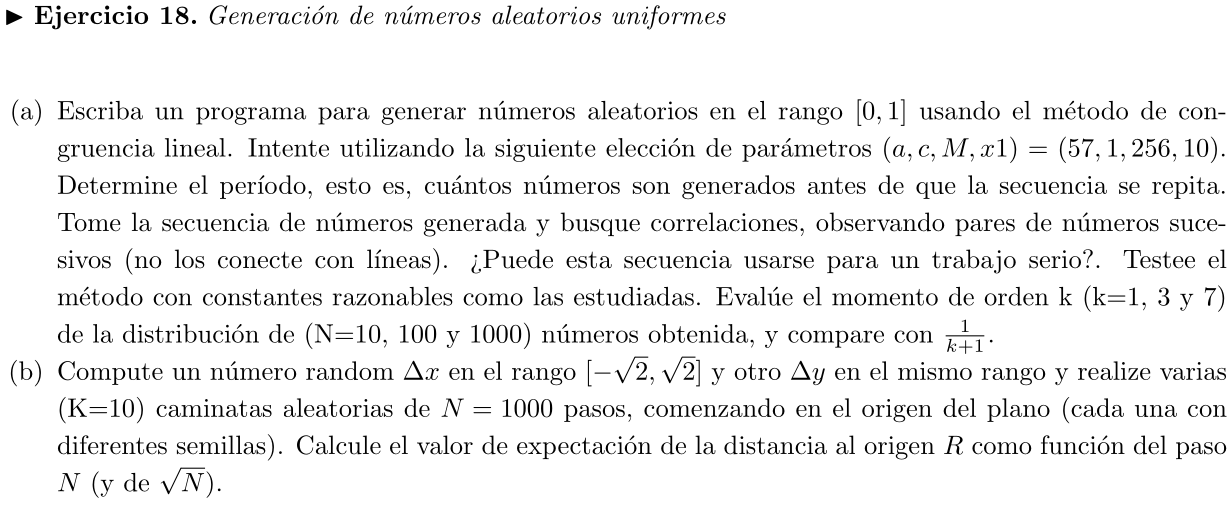 ▶ Ejercicio 18. Generación de números aleatorios uniformes
(a) Escriba un programa para generar números aleatorios en el rango [0, 1] usando el método de con-
gruencia lineal. Intente utilizando la siguiente elección de parámetros (a, c, M, x1) = (57, 1, 256, 10).
Determine el período, esto es, cuántos números son generados antes de que la secuencia se repita.
Tome la secuencia de números generada y busque correlaciones, observando pares de números suce-
sivos (no los conecte con líneas). ¿Puede esta secuencia usarse para un trabajo serio?. Testee el
método con constantes razonables como las estudiadas. Evalúe el momento de orden k (k=1, 3 y 7)
de la distribución de (N=10, 100 y 1000) números obtenida, y compare con $\frac{1}{k+1}$.
(b) Compute un número random Δx en el rango [−√2, √2] y otro Δy en el mismo rango y realize varias
(K=10) caminatas aleatorias de N = 1000 pasos, comenzando en el origen del plano (cada una con
diferentes semillas). Calcule el valor de expectación de la distancia al origen R como función del paso
N (y de √N).